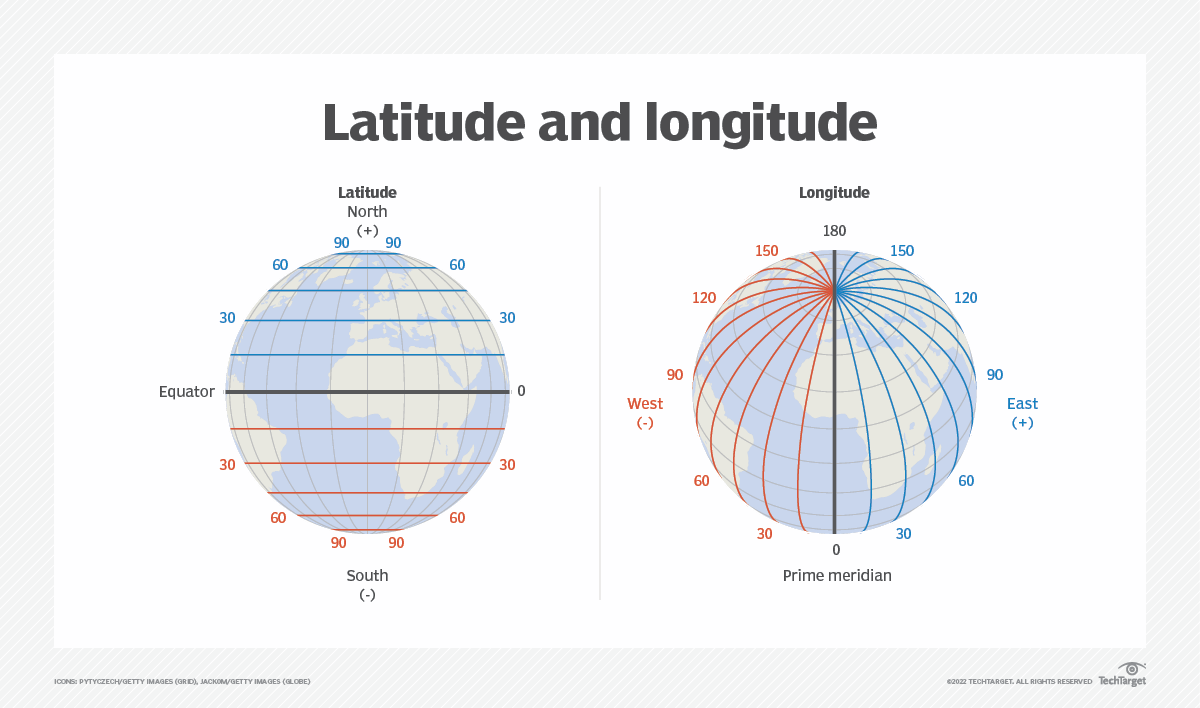 Latitude and longitude
Latitude
North
(+)
90 90
60 60
30 30
Equator 0
30 30
60 60
90 90
South
(-)
Longitude
180
150 150
120 120
90 90
West East
(-) (+)
60 60
30 30
0
Prime meridian
ICONS: PYTYCZECH/GETTY IMAGES (GRID), JACKOM/GETTY IMAGES (GLOBE)
©2022 TECHTARGET. ALL RIGHTS RESERVED TechTarget